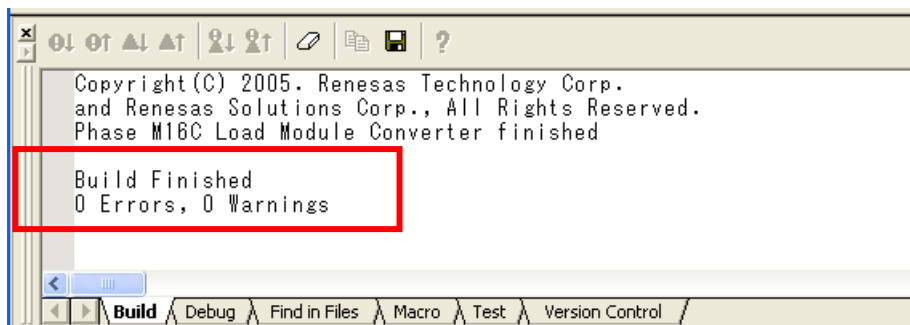 Copyright(C) 2005. Renesas Technology Corp.
and Renesas Solutions Corp., All Rights Reserved.
Phase M16C Load Module Converter finished
Build Finished
0 Errors, 0 Warnings
Build Debug Find in Files Macro Test Version Control